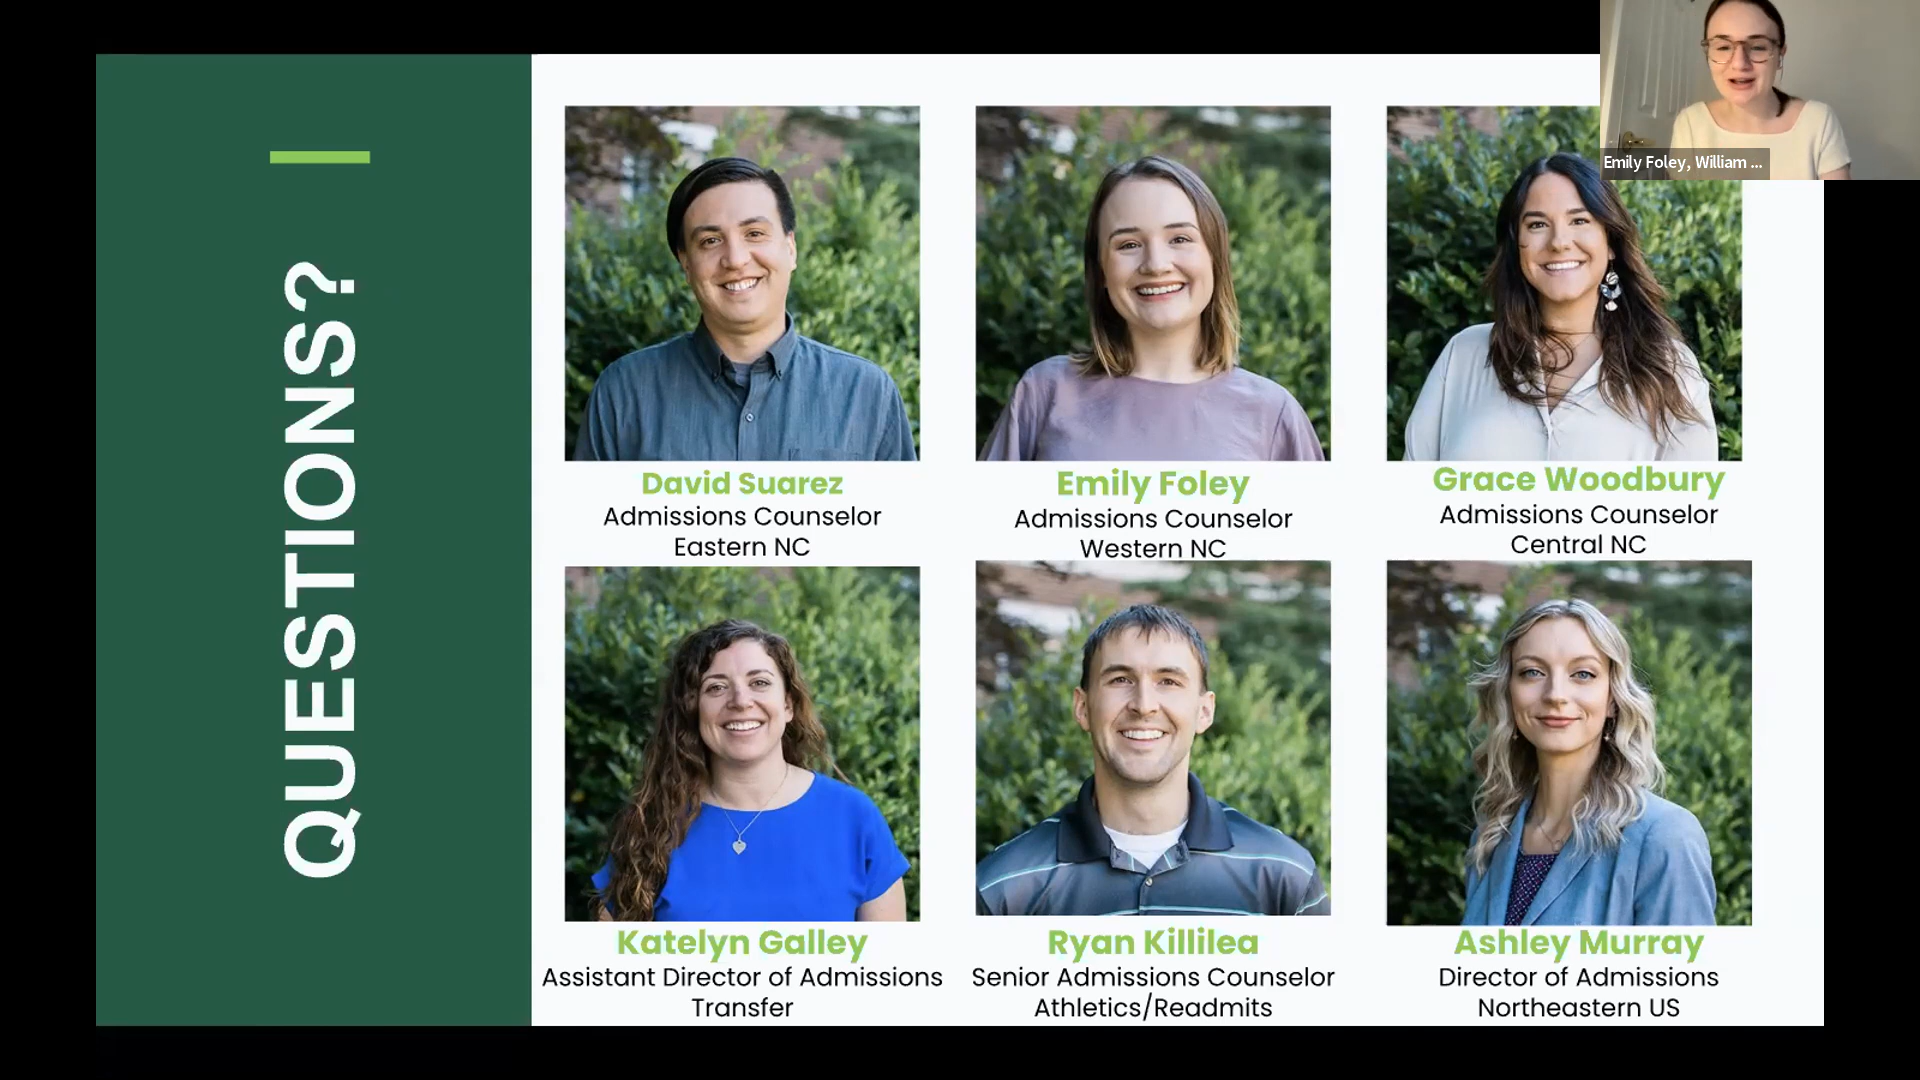 QUESTIONS?
Emily Foley, William ...
David Suarez
Admissions Counselor
Eastern NC
Emily Foley
Admissions Counselor
Western NC
Grace Woodbury
Admissions Counselor
Central NC
Katelyn Galley
Assistant Director of Admissions
Transfer
Ryan Killilea
Senior Admissions Counselor
Athletics/Readmits
Ashley Murray
Director of Admissions
Northeastern US